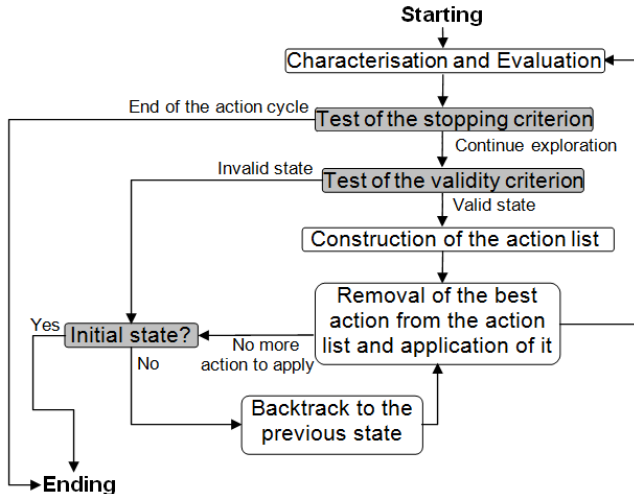 Starting
Characterisation and Evaluation
End of the action cycle
Test of the stopping criterion
Continue exploration
Invalid state
Test of the validity criterion
Valid state
Construction of the action list
Removal of the best
action from the action
list and application of it
Yes
Initial state?
No more
action to apply
No
Backtrack to the
previous state
Ending